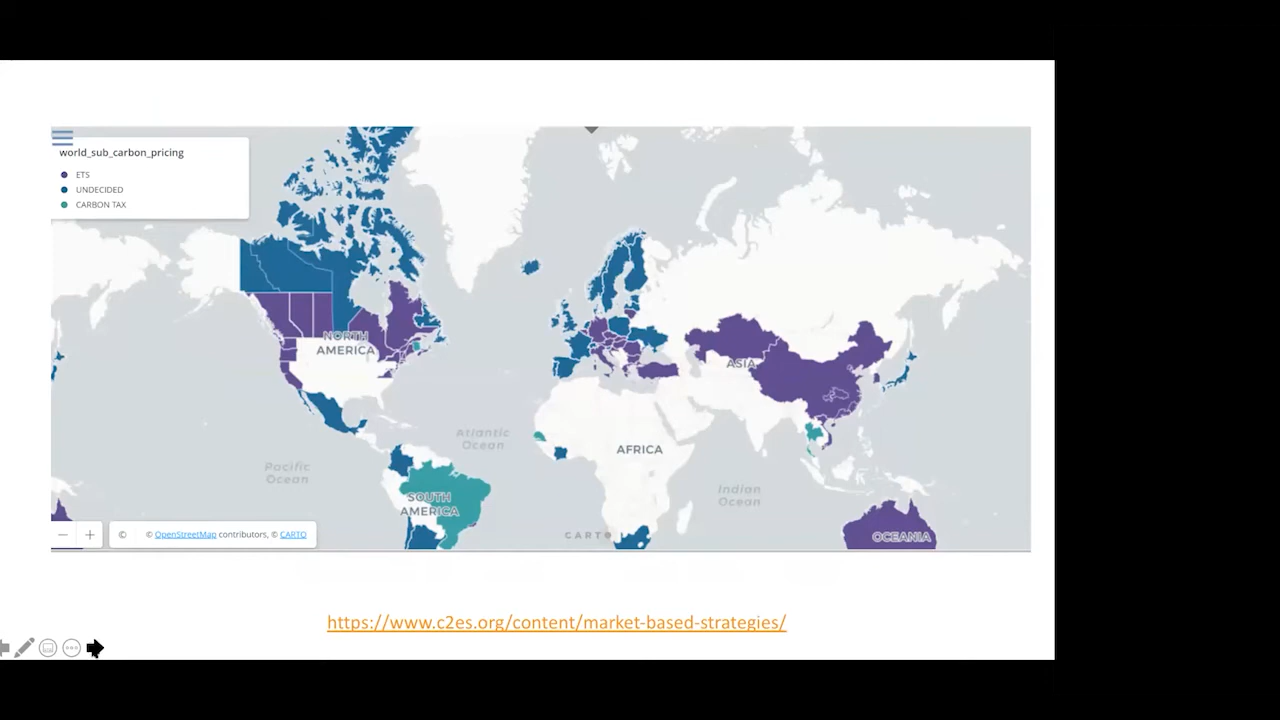 world_sub_carbon_pricing
ETS
UNDECIDED
CARBON TAX
NORTH
AMERICA
ASIA
Atlantic
Ocean
AFRICA
Pacific
Ocean
SOUTH
AMERICA
Indian
Ocean
CARTO
OCEANIA
© © OpenStreetMap contributors, © CARTO
https://www.c2es.org/content/market-based-strategies/